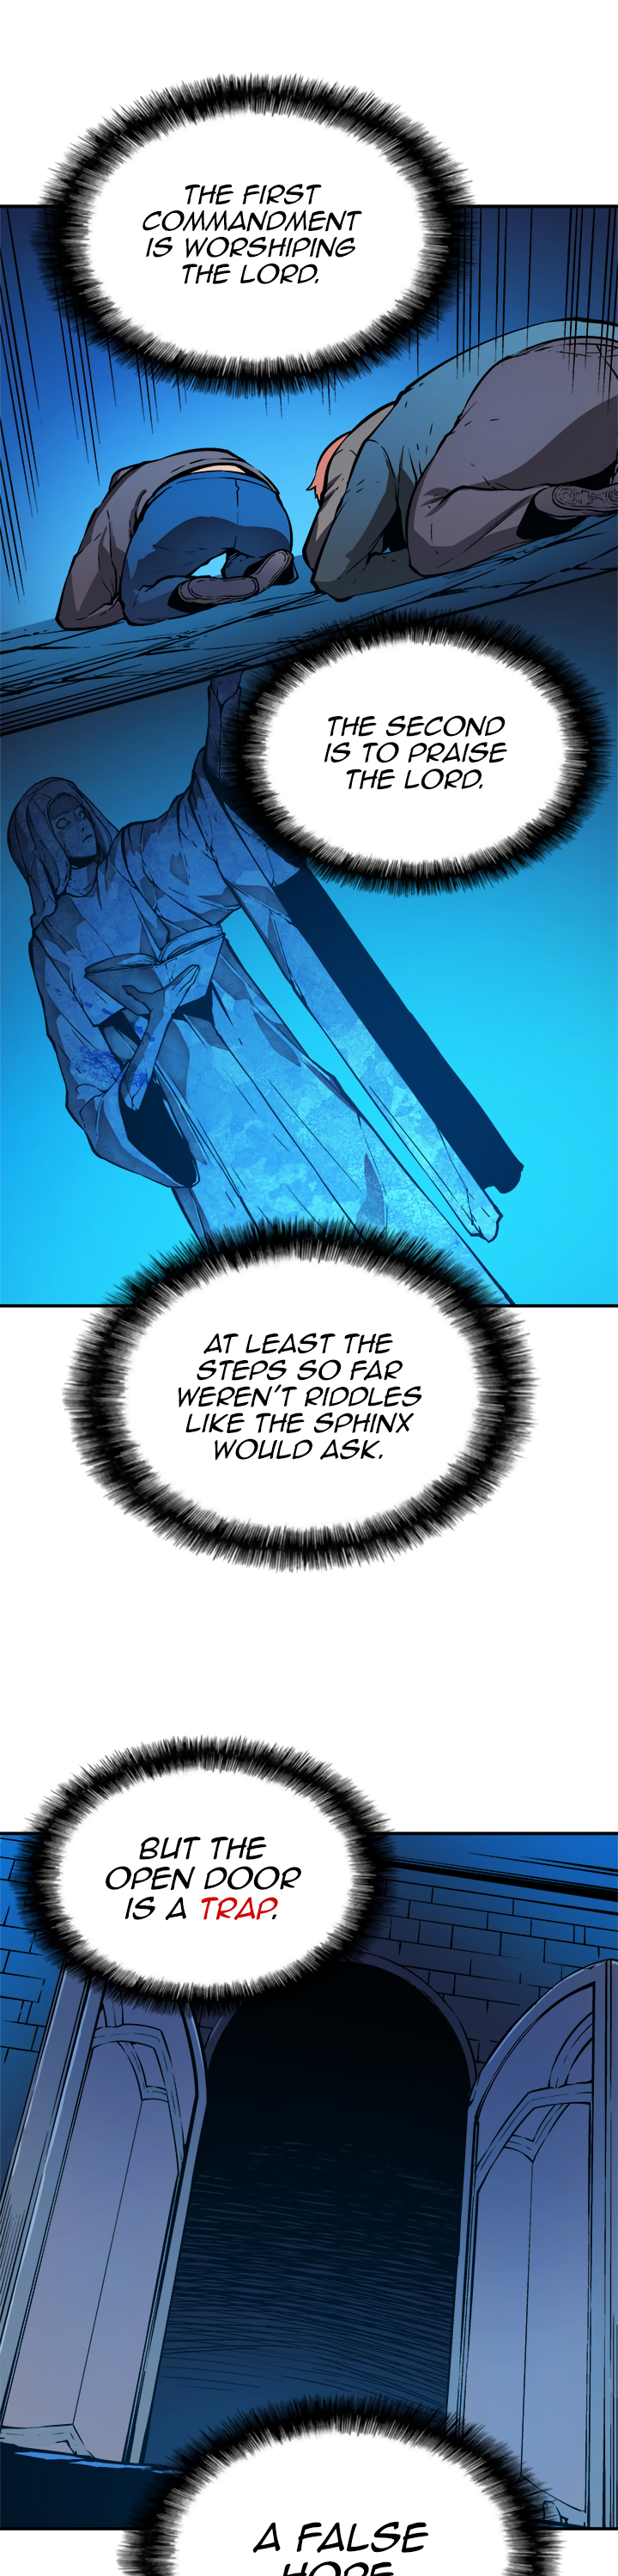 THE FIRST
COMMANDMENT
IS WORSHIPING
THE LORD.
THE SECOND
IS TO PRAISE
THE LORD.
AT LEAST THE
STEPS SO FAR
WEREN'T RIDDLES
LIKE THE SPHINX
WOULD ASK.
BUT THE
OPEN DOOR
IS A TRAP.
A FALSE
HOPE